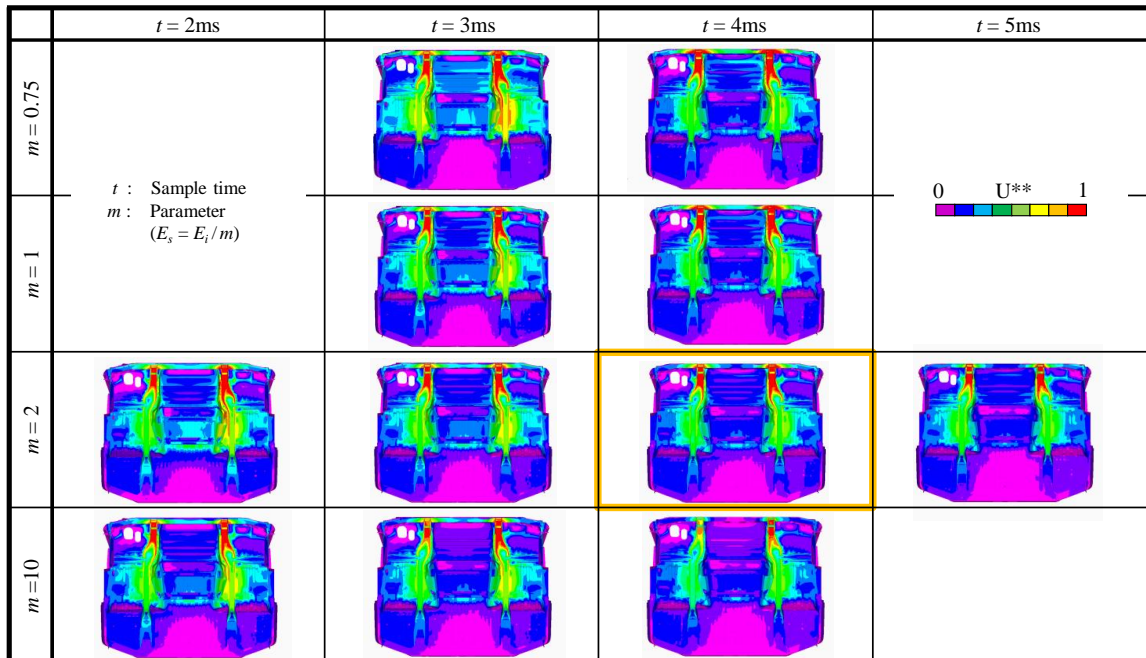 t = 2ms t = 3ms t = 4ms t = 5ms
m = 0.75
t : Sample time
m : Parameter
(Es = Ei/m)
0 U** 1
m = 1
m = 2
m =10